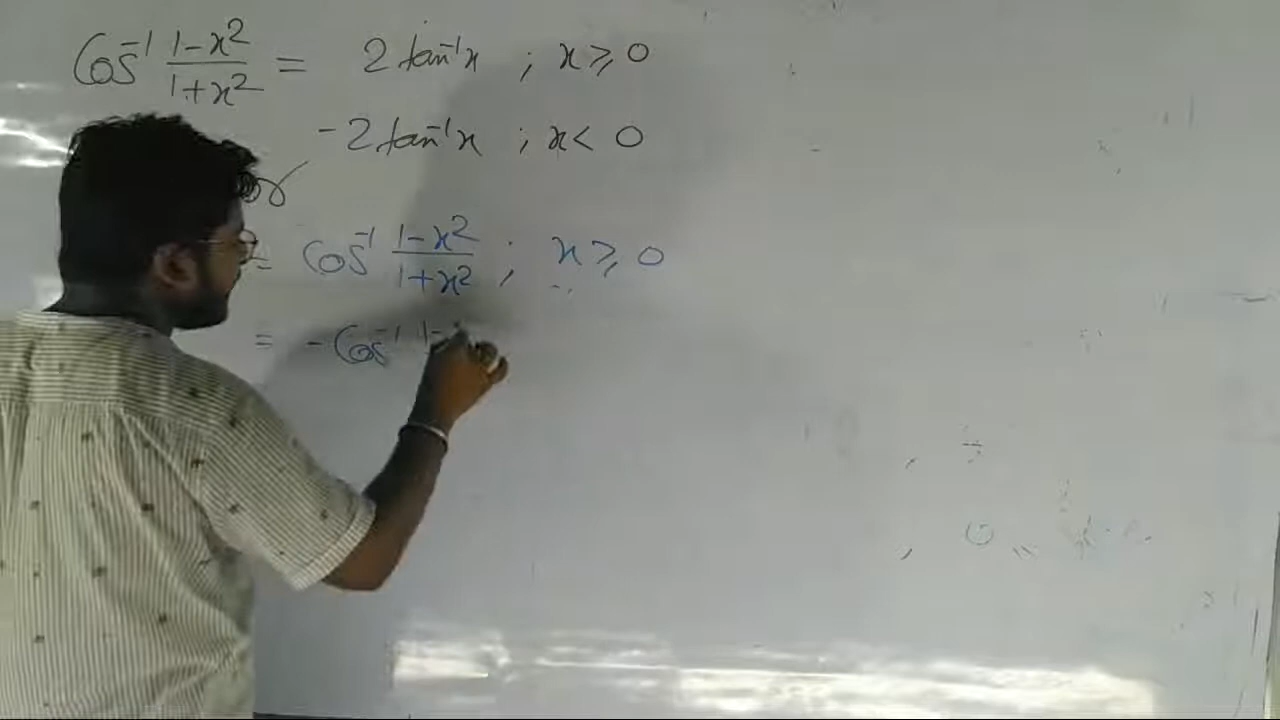 Cos⁻¹ (1-x²)/(1+x²) = 2 tan⁻¹x ; x ≥ 0
-2 tan⁻¹x ; x < 0
or
= Cos⁻¹ (1-x²)/(1+x²) ; x ≥ 0
= - Cos⁻¹ 1-